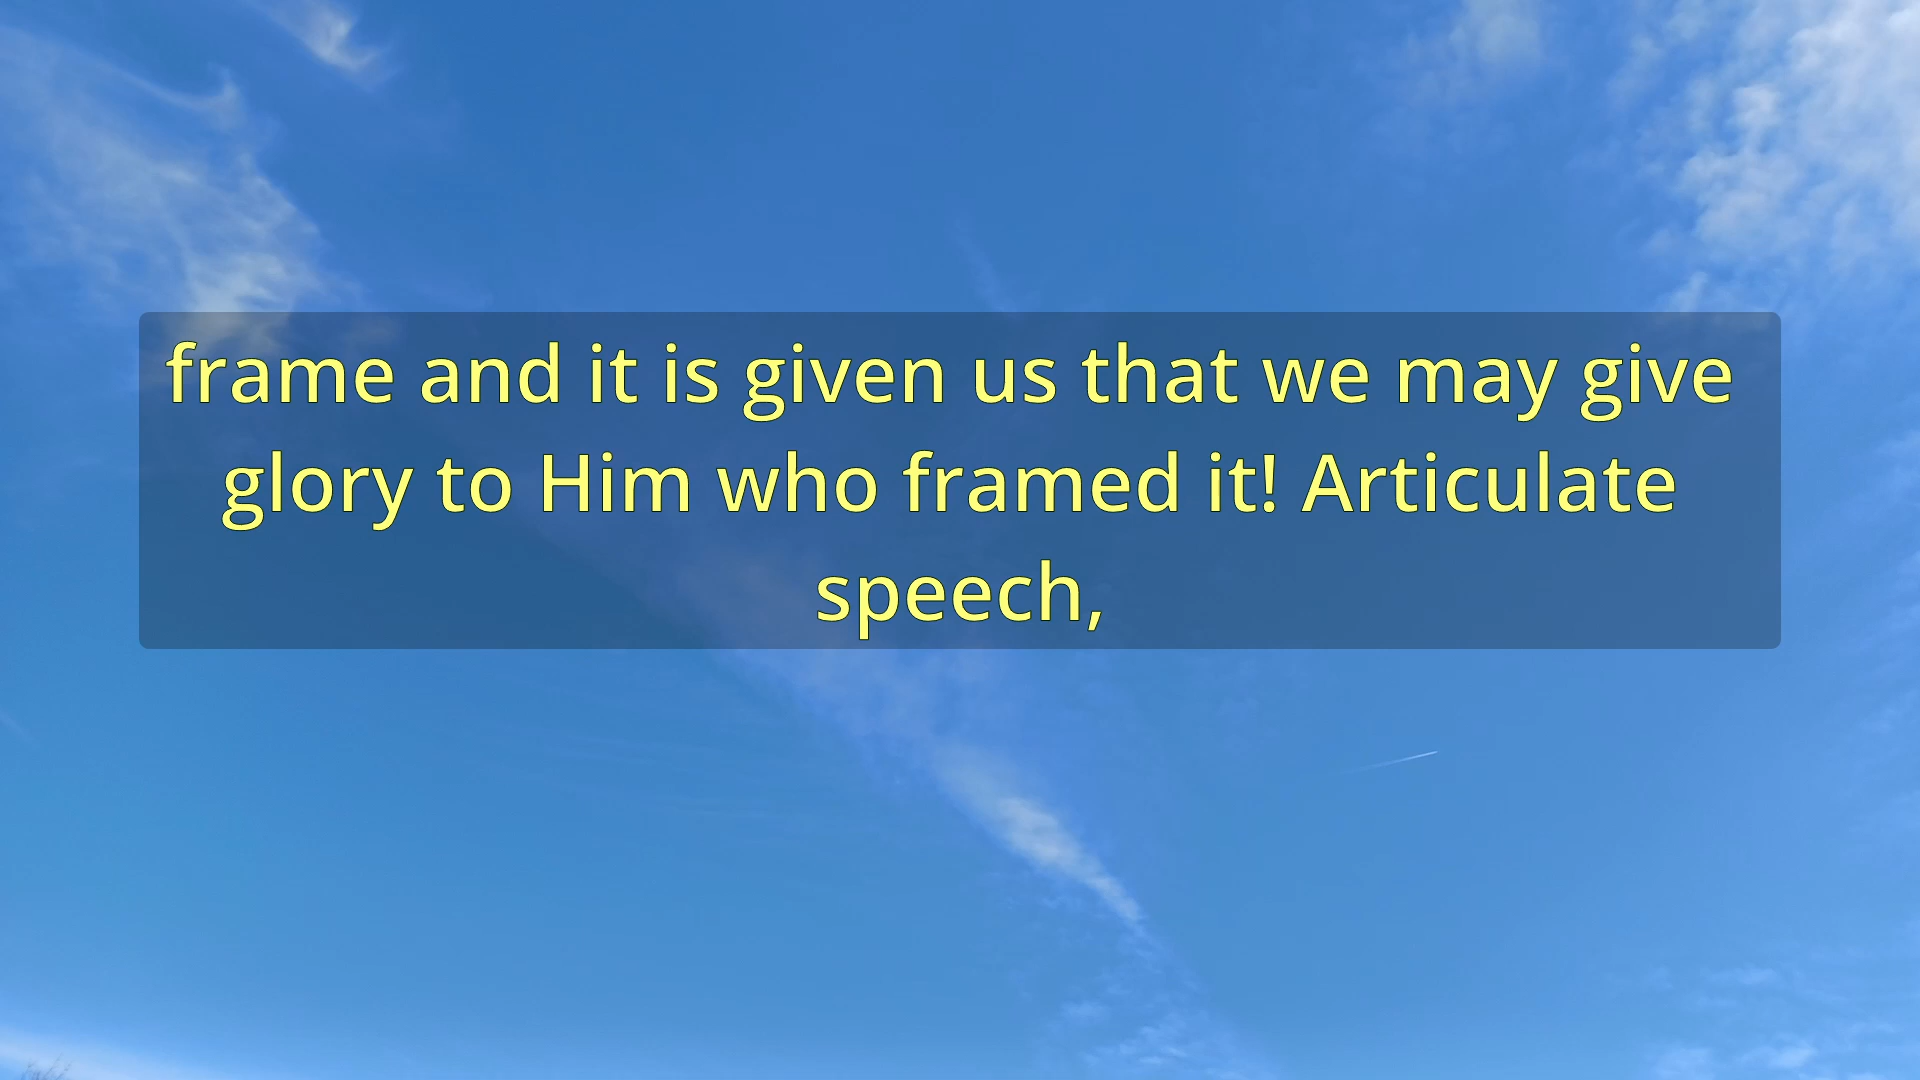 frame and it is given us that we may give
glory to Him who framed it! Articulate
speech,